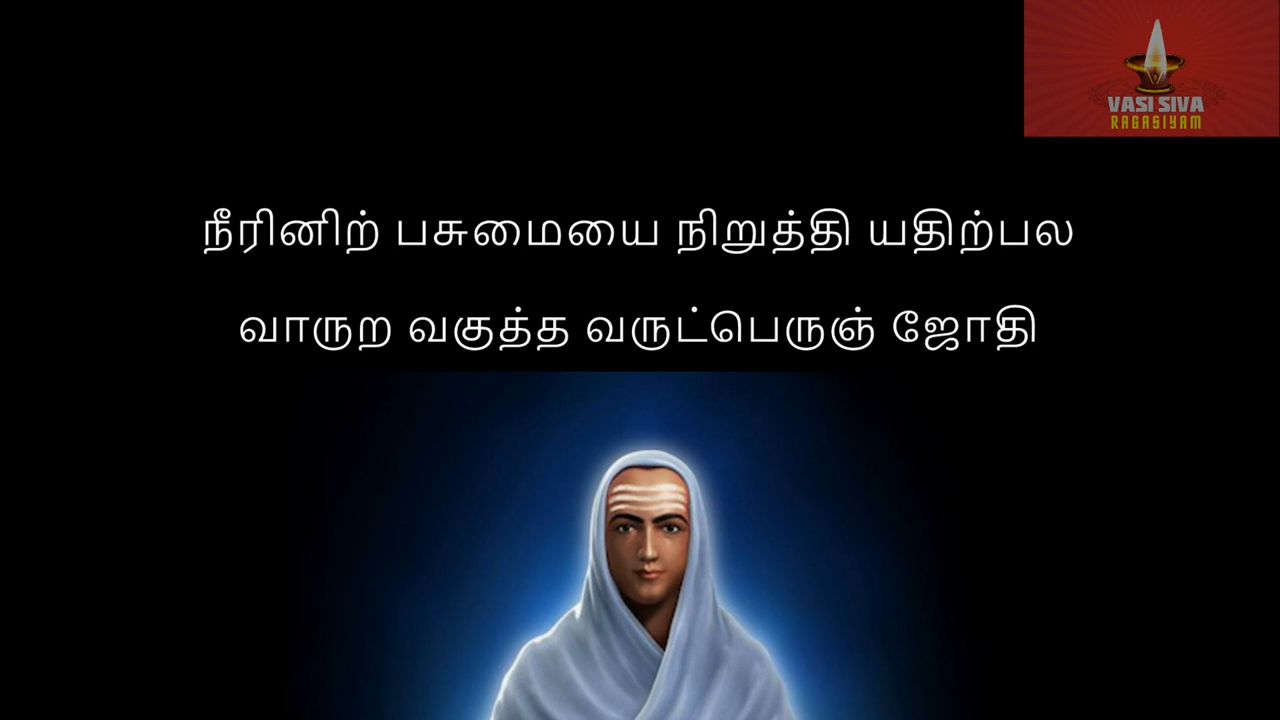 VASI SIVA
RAGASIYAM
நீரினிற் பசுமையை நிறுத்தி யதிற்பல
வாருற வகுத்த வருட்பெருஞ் ஜோதி